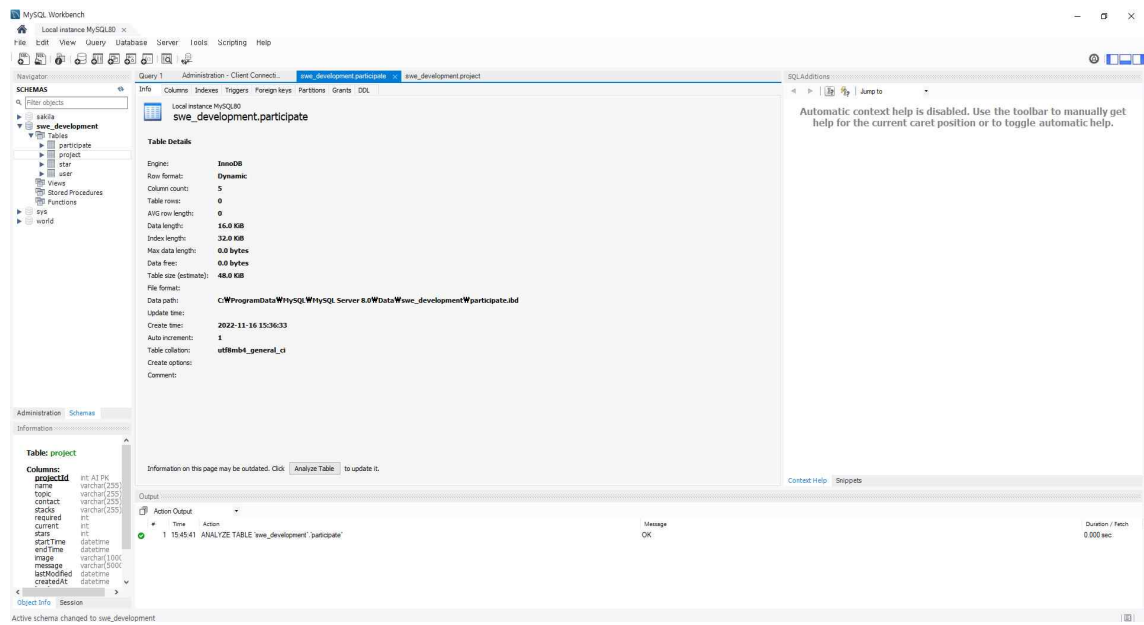 MySQL Workbench
Local instance MySQL80 ×
File Edit View Query Database Server Tools Scripting Help
Navigator
SCHEMAS
Filter objects
sakila
swe_development
Tables
participate
project
star
user
Views
Stored Procedures
Functions
sys
world
Administration Schemas
Information
Table: project
Columns:
projectId int AI PK
name varchar(255)
topic varchar(255)
contact varchar(255)
stacks varchar(255)
required int
current int
stars int
startTime datetime
endTime datetime
image varchar(1000
message varchar(5000
lastModified datetime
createdAt datetime
Object Info Session
Query 1 Administration - Client Connecti... swe_development.participate × swe_development.project
Info Columns Indexes Triggers Foreign keys Partitions Grants DDL
Local instance MySQL80
swe_development.participate
Table Details
Engine: InnoDB
Row format: Dynamic
Column count: 5
Table rows: 0
AVG row length: 0
Data length: 16.0 KiB
Index length: 32.0 KiB
Max data length: 0.0 bytes
Data free: 0.0 bytes
Table size (estimate): 48.0 KiB
File format:
Data path: C:₩ProgramData₩MySQL₩MySQL Server 8.0₩Data₩swe_development₩participate.ibd
Update time:
Create time: 2022-11-16 15:36:33
Auto increment: 1
Table collation: utf8mb4_general_ci
Create options:
Comment:
Information on this page may be outdated. Click Analyze Table to update it.
SQLAdditions
Jump to
Automatic context help is disabled. Use the toolbar to manually get
help for the current caret position or to toggle automatic help.
Context Help Snippets
Output
Action Output
# Time Action Message Duration / Fetch
1 15:45:41 ANALYZE TABLE `swe_development`.`participate` OK 0.000 sec
Active schema changed to swe_development